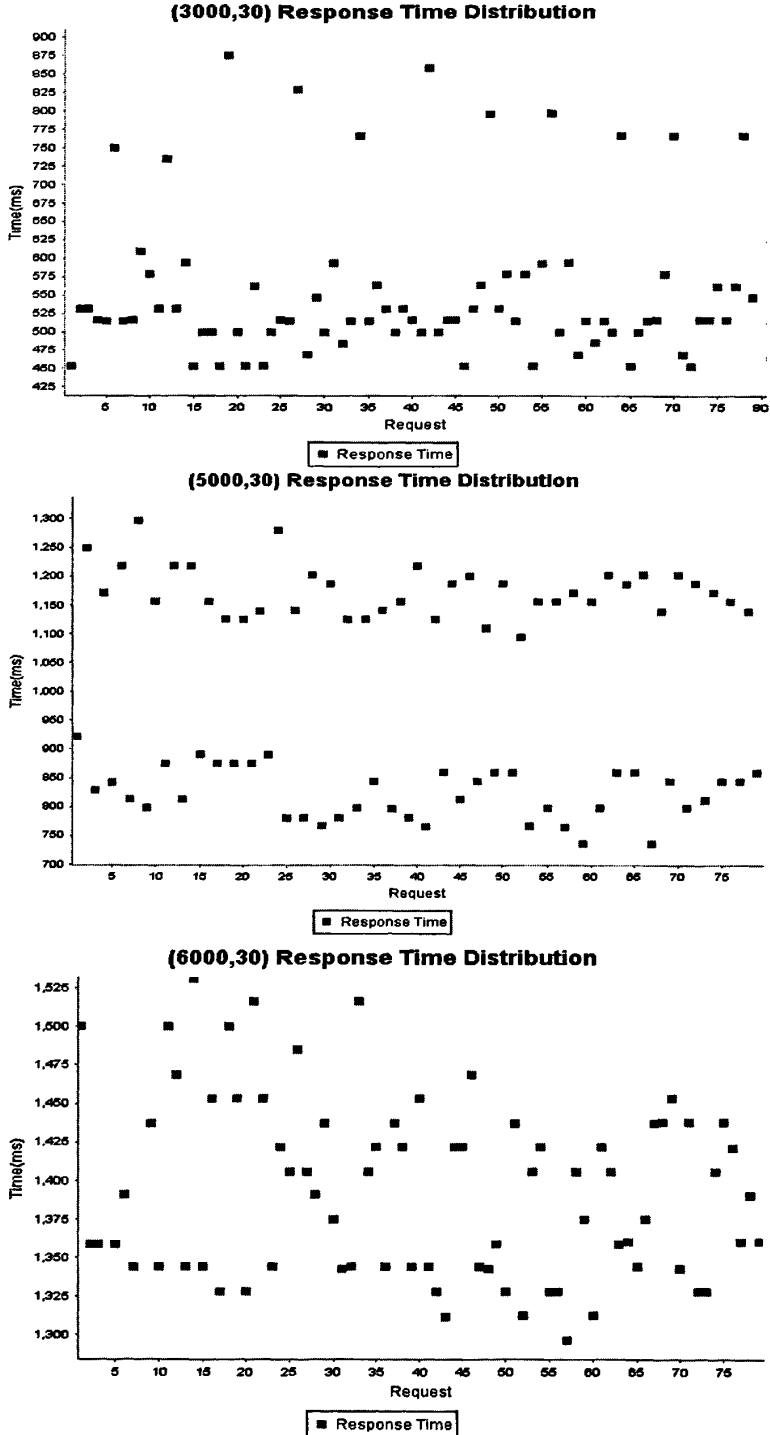 (3000,30) Response Time Distribution
900
875
850
825
800
775
750
725
700
675
650
625
600
575
550
525
500
475
450
425
Time(ms)
5 10 15 20 25 30 35 40 45 50 55 60 65 70 75 80
Request
Response Time
(5000,30) Response Time Distribution
1,300
1,250
1,200
1,150
1,100
1,050
1,000
950
900
850
800
750
700
Time(ms)
5 10 15 20 25 30 35 40 45 50 55 60 65 70 75
Request
Response Time
(6000,30) Response Time Distribution
1,525
1,500
1,475
1,450
1,425
1,400
1,375
1,350
1,325
1,300
Time(ms)
5 10 15 20 25 30 35 40 45 50 55 60 65 70 75
Request
Response Time